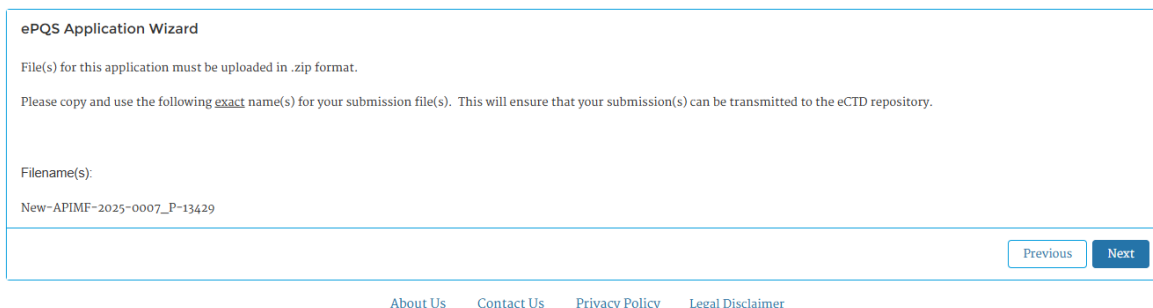 ePQS Application Wizard
File(s) for this application must be uploaded in .zip format.
Please copy and use the following exact name(s) for your submission file(s).  This will ensure that your submission(s) can be transmitted to the eCTD repository.
Filename(s):
New-APIMF-2025-0007_P-13429
Previous Next
About Us Contact Us Privacy Policy Legal Disclaimer